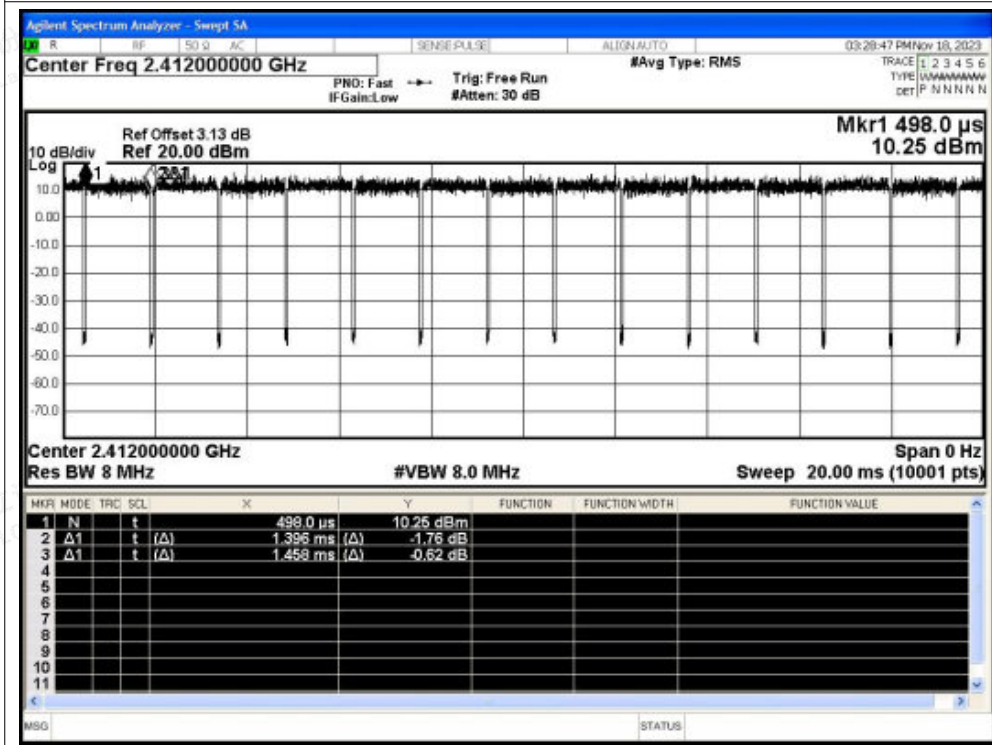 Agilent Spectrum Analyzer - Swept SA
R RF 50 Ω AC SENSE:PULSE ALIGN AUTO 03:28:47 PM Nov 18, 2023
Center Freq 2.412000000 GHz #Avg Type: RMS TRACE 1 2 3 4 5 6
PNO: Fast Trig: Free Run TYPE
IFGain:Low #Atten: 30 dB DET P N N N N N
Mkr1 498.0 µs
Ref Offset 3.13 dB
10 dB/div Ref 20.00 dBm 10.25 dBm
Log
1
10.0
0.00
-10.0
-20.0
-30.0
-40.0
-50.0
-60.0
-70.0
Center 2.412000000 GHz Span 0 Hz
Res BW 8 MHz #VBW 8.0 MHz Sweep 20.00 ms (10001 pts)
MKR MODE TRC SCL X Y FUNCTION FUNCTION WIDTH FUNCTION VALUE
1 N t 498.0 µs 10.25 dBm
2 Δ1 t (Δ) 1.396 ms (Δ) -1.76 dB
3 Δ1 t (Δ) 1.458 ms (Δ) -0.62 dB
4
5
6
7
8
9
10
11
MSG STATUS